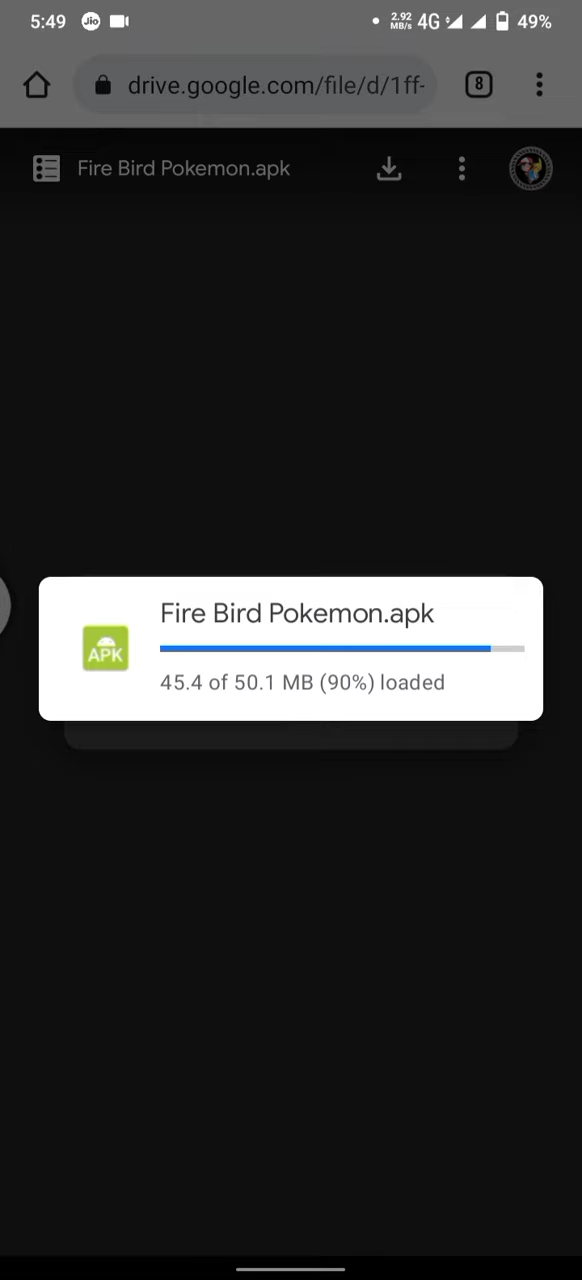 5:49 Jio 2.92 MB/s 4G 49%
drive.google.com/file/d/1ff- 8
Fire Bird Pokemon.apk
Fire Bird Pokemon.apk
APK
45.4 of 50.1 MB (90%) loaded